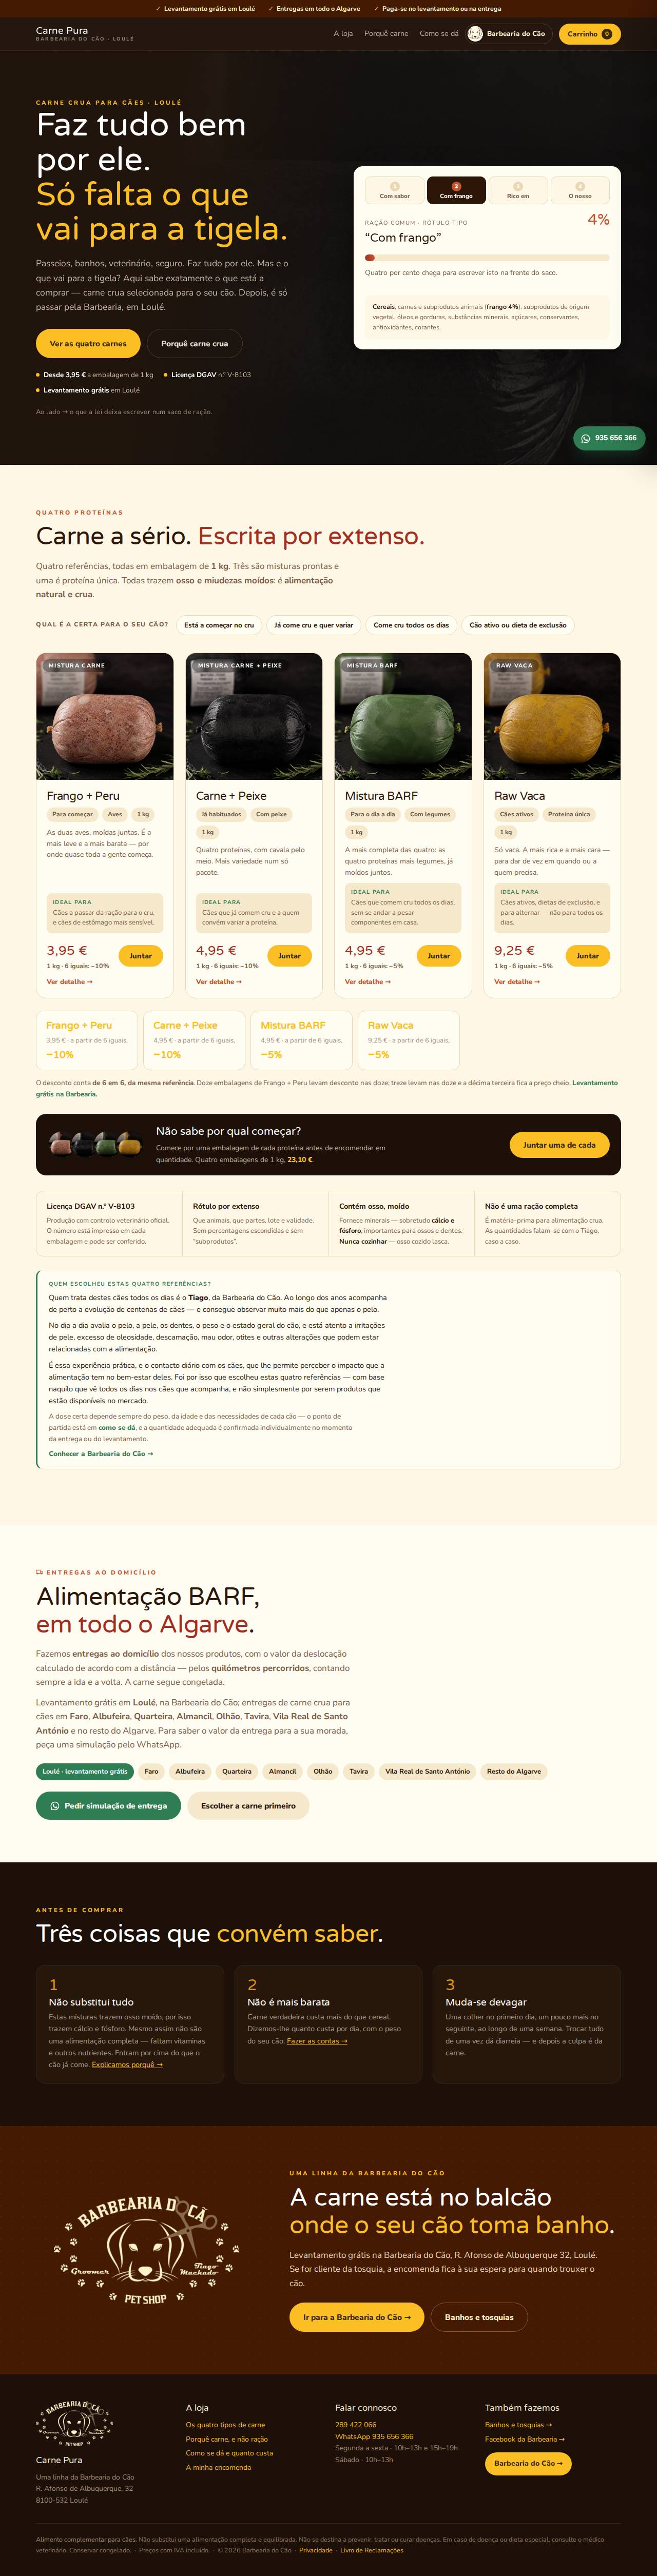 ✓ Levantamento grátis em Loulé ✓ Entregas em todo o Algarve ✓ Paga-se no levantamento ou na entrega
Carne Pura
BARBEARIA DO CÃO · LOULÉ
A loja Porquê carne Como se dá Barbearia do Cão Carrinho 0
CARNE CRUA PARA CÃES · LOULÉ
Faz tudo bem
por ele.
Só falta o que
vai para a tigela.
Passeios, banhos, veterinário, seguro. Faz tudo por ele. Mas e o
que vai para a tigela? Aqui sabe exatamente o que está a
comprar — carne crua selecionada para o seu cão. Depois, é só
passar pela Barbearia, em Loulé.
Ver as quatro carnes Porquê carne crua
Desde 3,95 € a embalagem de 1 kg Licença DGAV n.º V-8103
Levantamento grátis em Loulé
Ao lado → o que a lei deixa escrever num saco de ração.
1 2 3 4
Com sabor Com frango Rico em O nosso
RAÇÃO COMUM · RÓTULO TIPO
4%
“Com frango”
Quatro por cento chega para escrever isto na frente do saco.
Cereais, carnes e subprodutos animais (frango 4%), subprodutos de origem
vegetal, óleos e gorduras, substâncias minerais, açúcares, conservantes,
antioxidantes, corantes.
935 656 366
QUATRO PROTEÍNAS
Carne a sério. Escrita por extenso.
Quatro referências, todas em embalagem de 1 kg. Três são misturas prontas e
uma é proteína única. Todas trazem osso e miudezas moídos: é alimentação
natural e crua.
QUAL É A CERTA PARA O SEU CÃO? Está a começar no cru Já come cru e quer variar Come cru todos os dias Cão ativo ou dieta de exclusão
MISTURA CARNE
Frango + Peru
Para começar Aves 1 kg
As duas aves, moídas juntas. É a
mais leve e a mais barata — por
onde quase toda a gente começa.
IDEAL PARA
Cães a passar da ração para o cru,
e cães de estômago mais sensível.
3,95 €
1 kg · 6 iguais: −10%
Juntar
Ver detalhe →
MISTURA CARNE + PEIXE
Carne e Peixe
Já habituados Com peixe
1 kg
Quatro proteínas, com cavala pelo
meio. Mais variedade num só
pacote.
IDEAL PARA
Cães que já comem cru e a quem
convém variar a proteína.
4,95 €
1 kg · 6 iguais: −10%
Juntar
Ver detalhe →
MISTURA BARF
Mistura BARF
Para o dia a dia Com legumes
1 kg
A mais completa das quatro: as
quatro proteínas mais legumes, já
moídos juntos.
IDEAL PARA
Cães que comem cru todos os dias,
sem se andar a pesar
componentes em casa.
4,95 €
1 kg · 6 iguais: −5%
Juntar
Ver detalhe →
RAW VACA
Raw Vaca
Cães ativos Proteína única
1 kg
Só vaca. A mais rica e a mais cara —
para dar de vez em quando ou a
quem precisa.
IDEAL PARA
Cães ativos, dietas de exclusão, e
para alternar — não para todos os
dias.
9,25 €
1 kg · 6 iguais: −5%
Juntar
Ver detalhe →
Frango + Peru
3,95 € · a partir de 6 iguais,
−10%
Carne + Peixe
4,95 € · a partir de 6 iguais,
−10%
Mistura BARF
4,95 € · a partir de 6 iguais,
−5%
Raw Vaca
9,25 € · a partir de 6 iguais,
−5%
O desconto conta de 6 em 6, da mesma referência. Doze embalagens de Frango + Peru levam desconto nas doze; treze levam nas doze e a décima terceira fica a preço cheio. Levantamento
grátis na Barbearia.
Não sabe por qual começar?
Comece por uma embalagem de cada proteína antes de encomendar em
quantidade. Quatro embalagens de 1 kg, 23,10 €.
Juntar uma de cada
Licença DGAV n.º V-8103
Produção com controlo veterinário oficial.
O número está impresso em cada
embalagem e pode ser conferido.
Rótulo por extenso
Que animais, que partes, lote e validade.
Sem percentagens escondidas e sem
“subprodutos”.
Contém osso, moído
Fornece minerais — sobretudo cálcio e
fósforo, importantes para ossos e dentes.
Nunca cozinhar — osso cozido lasca.
Não é uma ração completa
É matéria-prima para alimentação crua.
As quantidades falam-se com o Tiago,
caso a caso.
QUEM ESCOLHEU ESTAS QUATRO REFERÊNCIAS?
Quem trata destes cães todos os dias é o Tiago, da Barbearia do Cão. Ao longo dos anos acompanha
de perto a evolução de centenas de cães — e consegue observar muito mais do que apenas o pelo.
No dia a dia avalia o pelo, a pele, os dentes, o peso e o estado geral do cão, e está atento a irritações
de pele, excesso de oleosidade, descamação, mau odor, otites e outras alterações que podem estar
relacionadas com a alimentação.
É essa experiência prática, e o contacto diário com os cães, que lhe permite perceber o impacto que a
alimentação tem no bem-estar deles. Foi por isso que escolheu estas quatro referências — com base
naquilo que vê todos os dias nos cães que acompanha, e não simplesmente por serem produtos que
estão disponíveis no mercado.
A dose certa depende sempre do peso, da idade e das necessidades de cada cão — o ponto de
partida está em como se dá, e a quantidade adequada é confirmada individualmente no momento
da entrega ou do levantamento.
Conhecer a Barbearia do Cão →
ENTREGAS AO DOMICÍLIO
Alimentação BARF,
em todo o Algarve.
Fazemos entregas ao domicílio dos nossos produtos, com o valor da deslocação
calculado de acordo com a distância — pelos quilómetros percorridos, contando
sempre a ida e a volta. A carne segue congelada.
Levantamento grátis em Loulé, na Barbearia do Cão; entregas de carne crua para
cães em Faro, Albufeira, Quarteira, Almancil, Olhão, Tavira, Vila Real de Santo
António e no resto do Algarve. Para saber o valor da entrega para a sua morada,
peça uma simulação pelo WhatsApp.
Loulé · levantamento grátis Faro Albufeira Quarteira Almancil Olhão Tavira Vila Real de Santo António Resto do Algarve
Pedir simulação de entrega Escolher a carne primeiro
ANTES DE COMPRAR
Três coisas que convém saber.
1
Não substitui tudo
Estas misturas trazem osso moído, por isso
trazem cálcio e fósforo. Mesmo assim não são
uma alimentação completa — faltam vitaminas
e outros nutrientes. Entram por cima do que o
cão já come. Explicamos porquê →
2
Não é mais barata
Carne verdadeira custa mais do que cereal.
Dizemos-lhe quanto custa por dia, com o peso
do seu cão. Fazer as contas →
3
Muda-se devagar
Uma colher no primeiro dia, um pouco mais no
seguinte, ao longo de uma semana. Trocar tudo
de uma vez dá diarreia — e depois a culpa é da
carne.
BARBEARIA DO CÃO
Groomer
Tiago
Machado
PET SHOP
UMA LINHA DA BARBEARIA DO CÃO
A carne está no balcão
onde o seu cão toma banho.
Levantamento grátis na Barbearia do Cão, R. Afonso de Albuquerque 32, Loulé.
Se for cliente da tosquia, a encomenda fica à sua espera para quando trouxer o
cão.
Ir para a Barbearia do Cão → Banhos e tosquias
BARBEARIA DO CÃO
PET SHOP
Carne Pura
Uma linha da Barbearia do Cão
R. Afonso de Albuquerque, 32
8100-532 Loulé
A loja
Os quatro tipos de carne
Porquê carne, e não ração
Como se dá e quanto custa
A minha encomenda
Falar connosco
289 422 066
WhatsApp 935 656 366
Segunda a sexta · 10h–13h e 15h–19h
Sábado · 10h–13h
Também fazemos
Banhos e tosquias →
Facebook da Barbearia →
Barbearia do Cão →
Alimento complementar para cães. Não substitui uma alimentação completa e equilibrada. Não se destina a prevenir, tratar ou curar doenças. Em caso de doença ou dieta especial, consulte o médico
veterinário. Conservar congelado. · Preços com IVA incluído. · © 2026 Barbearia do Cão · Privacidade · Livro de Reclamações